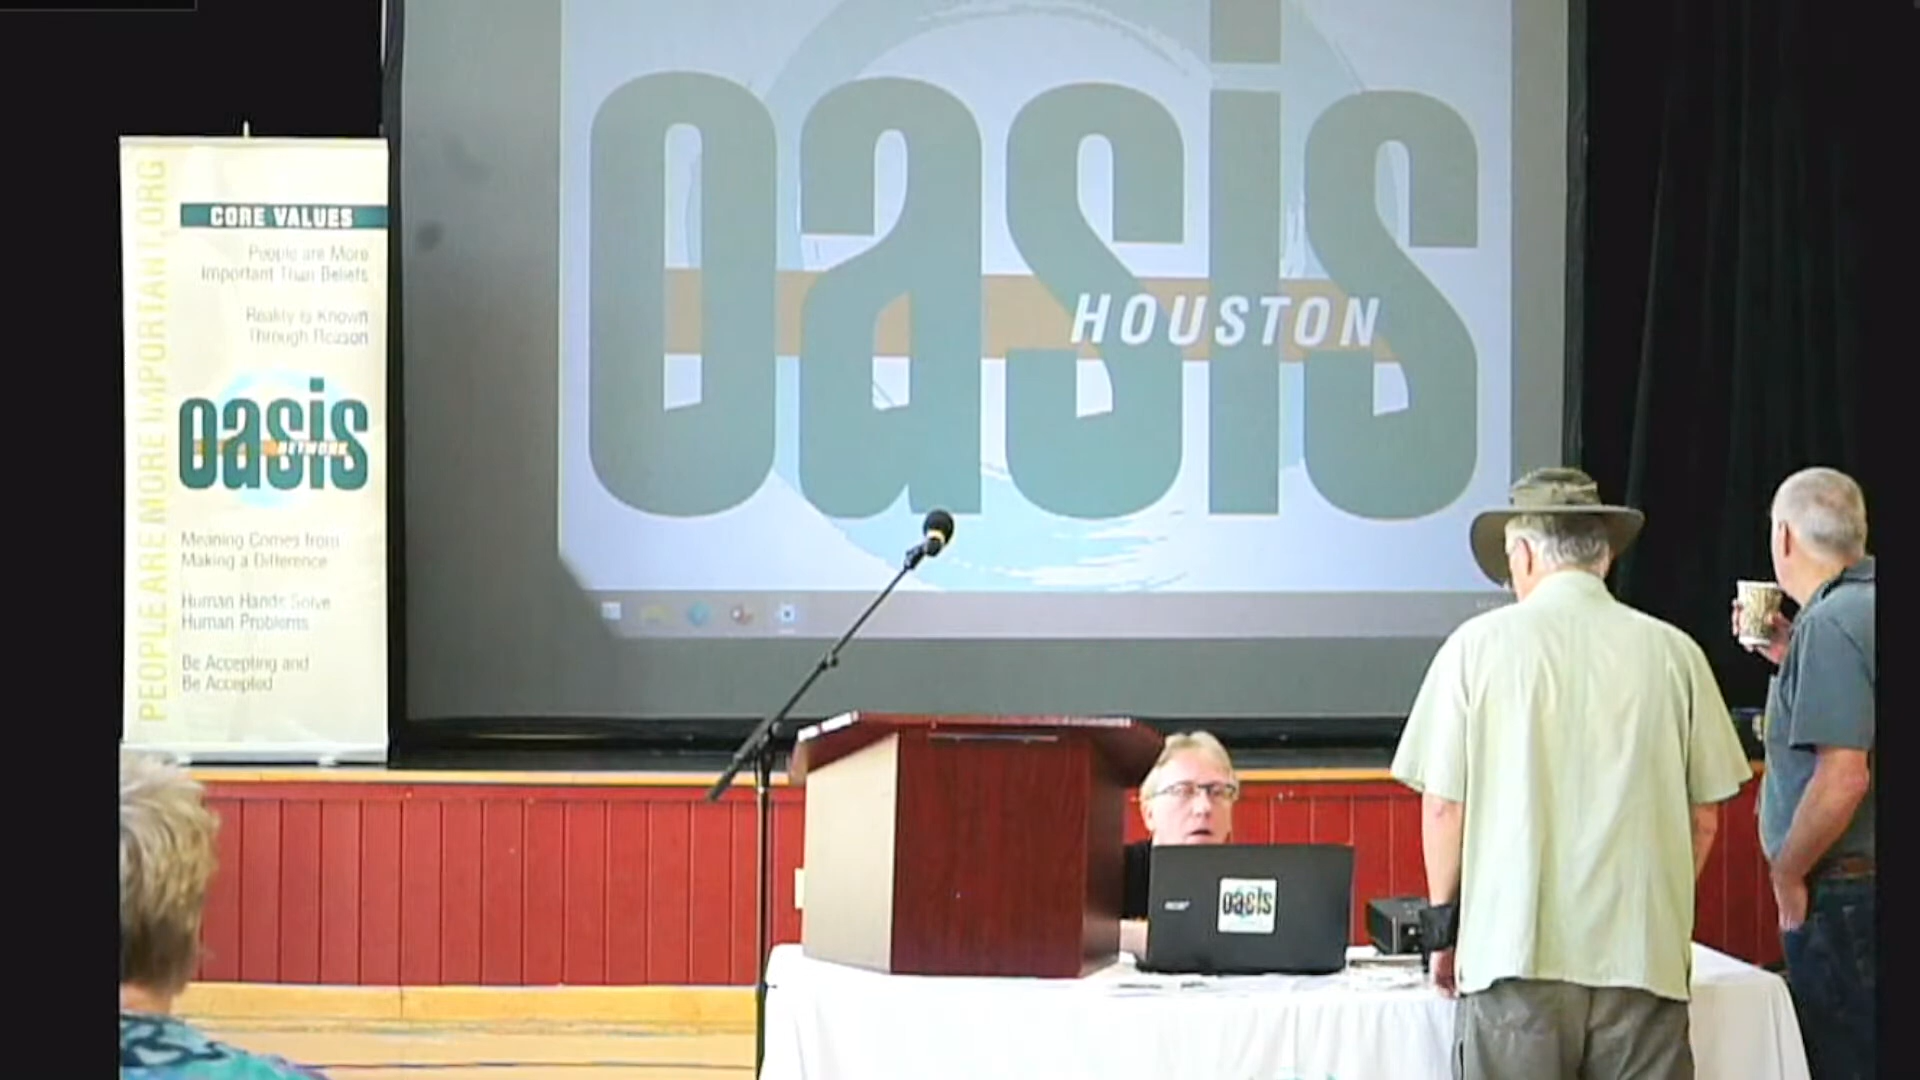 PEOPLE ARE MORE IMPORTANT.ORG
CORE VALUES
People are More
Important Than Beliefs
Reality is Known
Through Reason
oasis
NETWORK
Meaning Comes from
Making a Difference
Human Hands Solve
Human Problems
Be Accepting and
Be Accepted
oasis
HOUSTON
acer
oasis